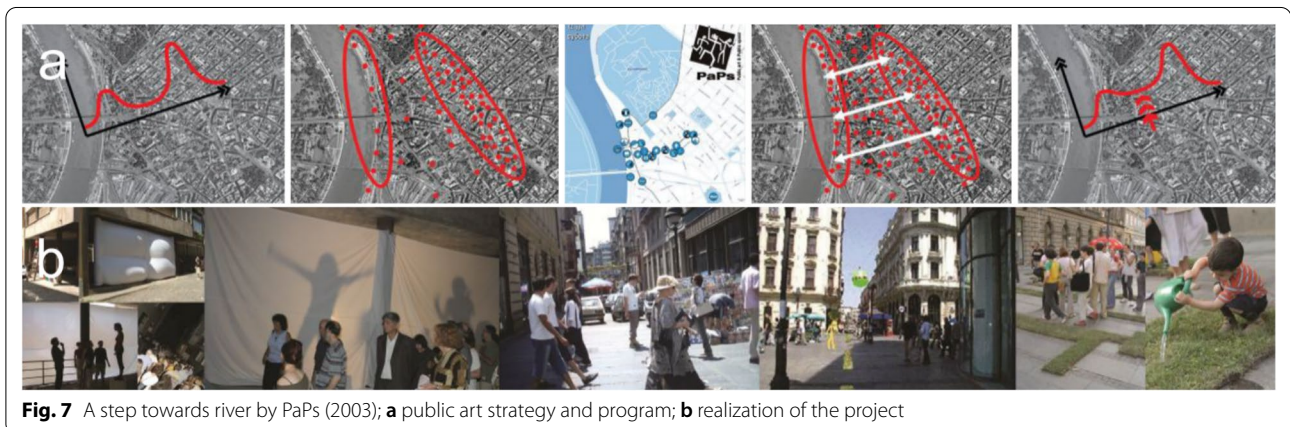 a
PaPs
b
Fig. 7 A step towards river by PaPs (2003); a public art strategy and program; b realization of the project